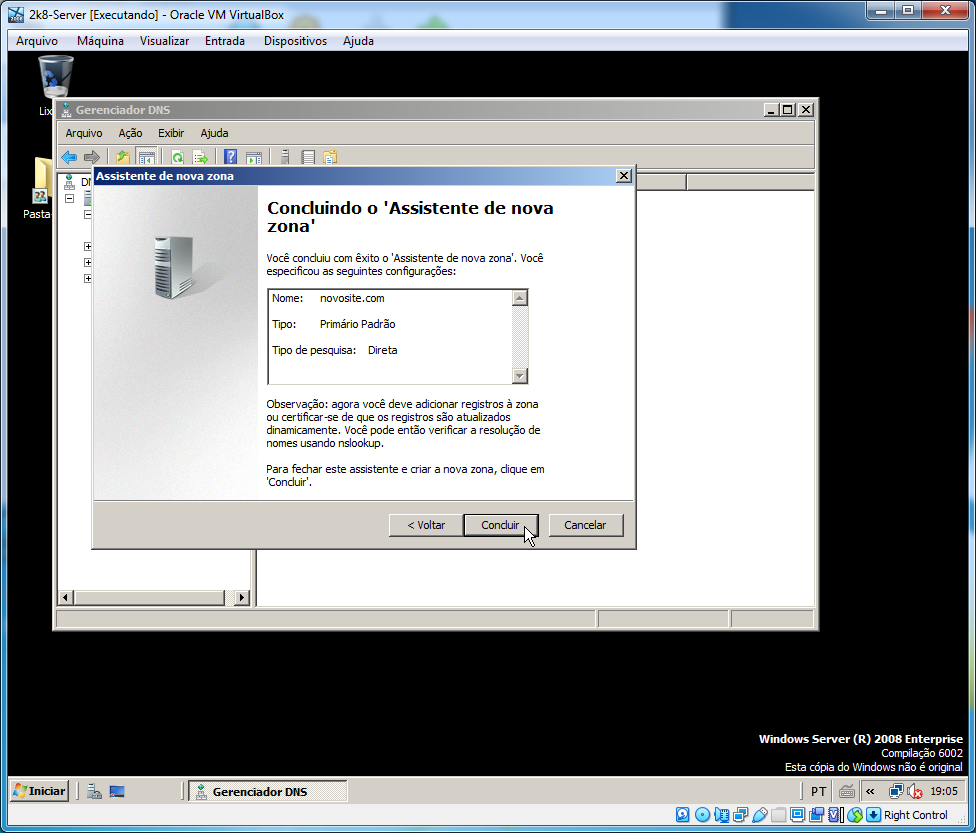 2k8-Server [Executando] - Oracle VM VirtualBox
Arquivo Máquina Visualizar Entrada Dispositivos Ajuda
Gerenciador DNS
Arquivo Ação Exibir Ajuda
Assistente de nova zona
Concluindo o 'Assistente de nova
zona'
Você concluiu com êxito o 'Assistente de nova zona'. Você
especificou as seguintes configurações:
Nome: novosite.com
Tipo: Primário Padrão
Tipo de pesquisa: Direta
Observação: agora você deve adicionar registros à zona
ou certificar-se de que os registros são atualizados
dinamicamente. Você pode então verificar a resolução de
nomes usando nslookup.
Para fechar este assistente e criar a nova zona, clique em
'Concluir'.
< Voltar Concluir Cancelar
Pasta
Windows Server (R) 2008 Enterprise
Compilação 6002
Esta cópia do Windows não é original
Iniciar Gerenciador DNS PT « 19:05
Right Control